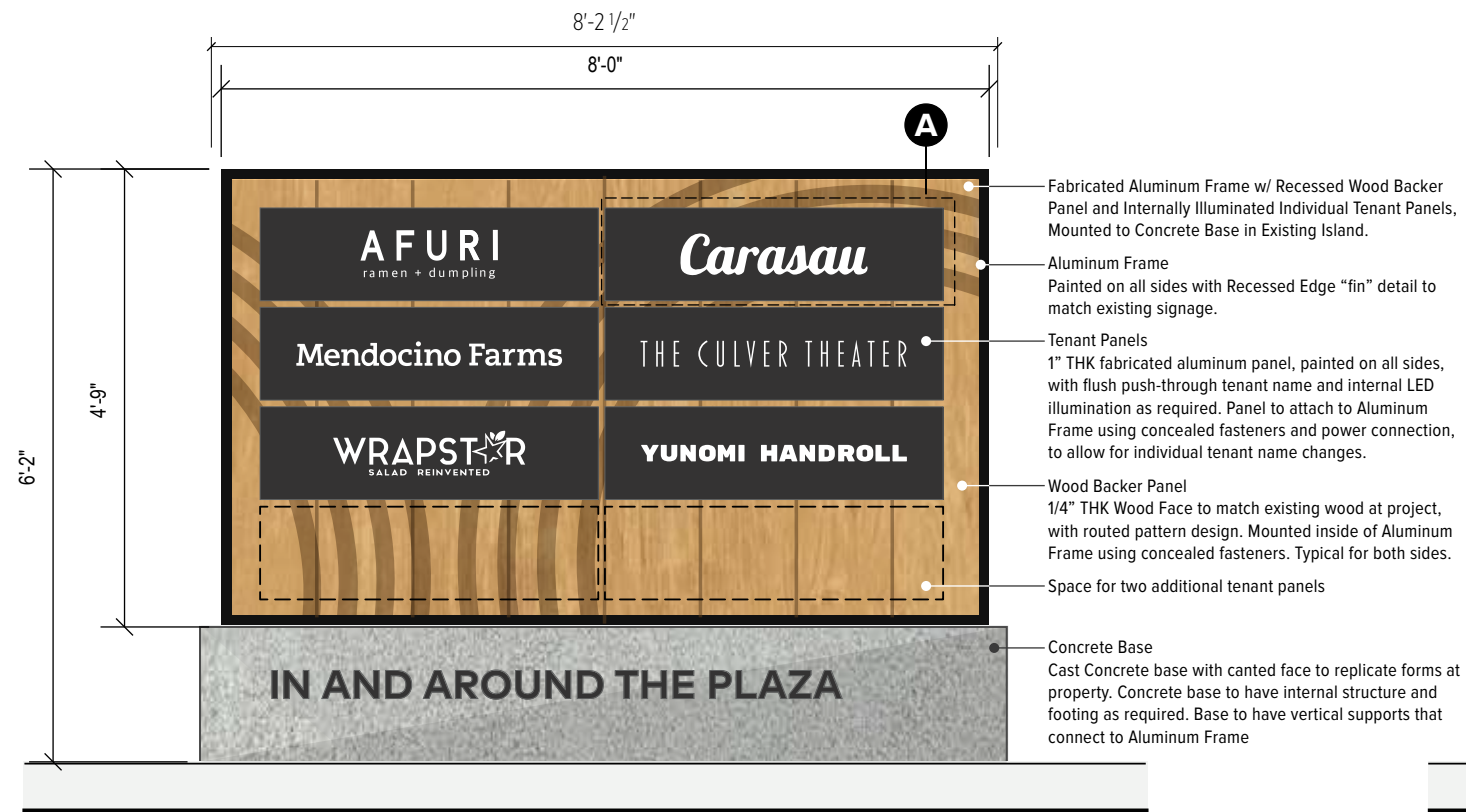 8'-2 1/2"
8'-0"
A
6'-2"
4'-9"
AFURI
ramen + dumpling
Carasau
Mendocino Farms
THE CULVER THEATER
WRAPSTR
SALAD REINVENTED
YUNOMI HANDROLL
IN AND AROUND THE PLAZA
Fabricated Aluminum Frame w/ Recessed Wood Backer
Panel and Internally Illuminated Individual Tenant Panels,
Mounted to Concrete Base in Existing Island.
Aluminum Frame
Painted on all sides with Recessed Edge “fin” detail to
match existing signage.
Tenant Panels
1” THK fabricated aluminum panel, painted on all sides,
with flush push-through tenant name and internal LED
illumination as required. Panel to attach to Aluminum
Frame using concealed fasteners and power connection,
to allow for individual tenant name changes.
Wood Backer Panel
1/4” THK Wood Face to match existing wood at project,
with routed pattern design. Mounted inside of Aluminum
Frame using concealed fasteners. Typical for both sides.
Space for two additional tenant panels
Concrete Base
Cast Concrete base with canted face to replicate forms at
property. Concrete base to have internal structure and
footing as required. Base to have vertical supports that
connect to Aluminum Frame